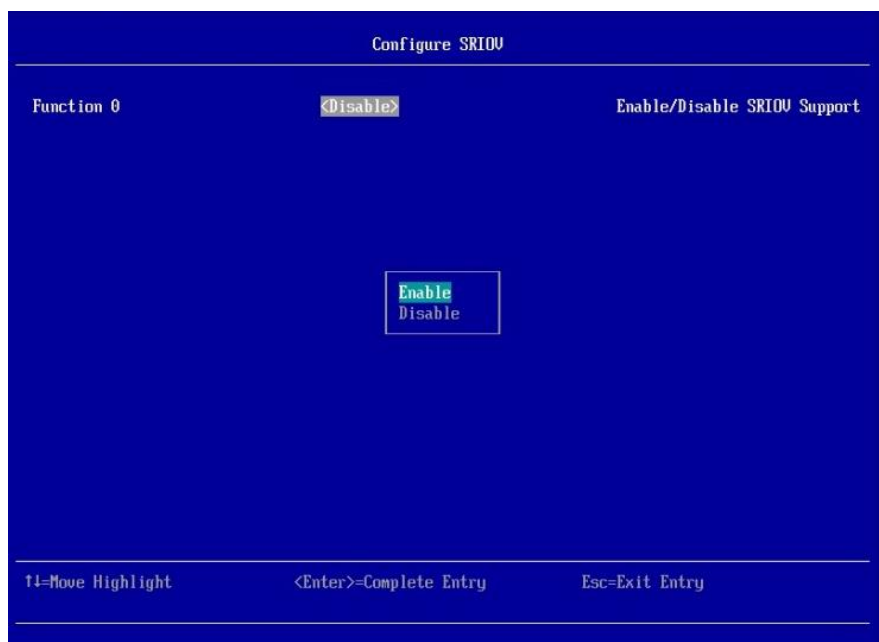 Configure SRIOV
Function 0 <Disable> Enable/Disable SRIOV Support
Enable
Disable
↑↓=Move Highlight <Enter>=Complete Entry Esc=Exit Entry